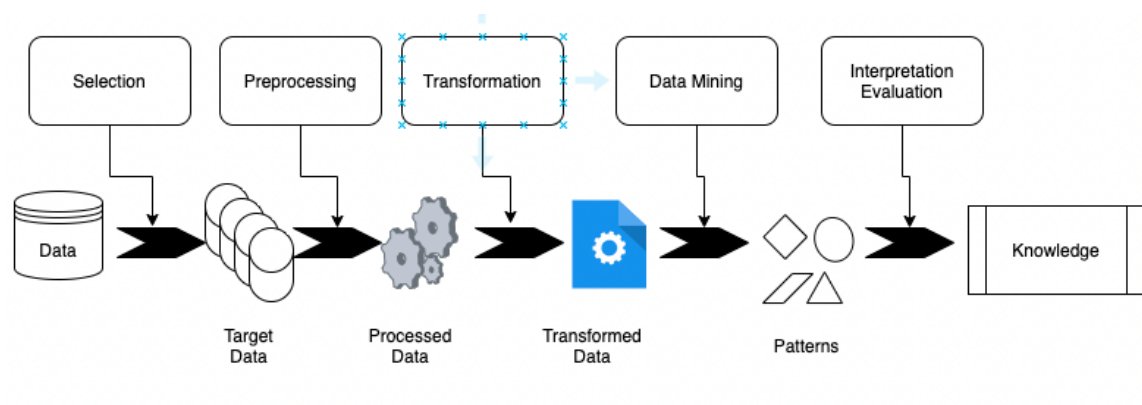 Selection
Preprocessing
Transformation
Data Mining
Interpretation
Evaluation
Data
Knowledge
Target
Data
Processed
Data
Transformed
Data
Patterns